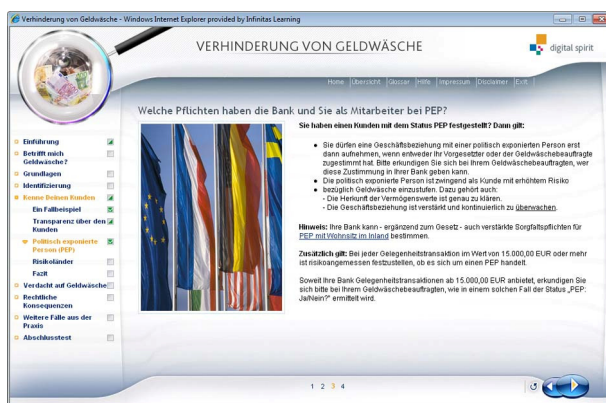 Verhinderung von Geldwäsche - Windows Internet Explorer provided by Infinitas Learning
VERHINDERUNG VON GELDWÄSCHE
digital spirit
Home |Übersicht |Glossar |Hilfe |Impressum |Disclaimer |Exit |
Welche Pflichten haben die Bank und Sie als Mitarbeiter bei PEP?
Einführung
Betrifft mich
Geldwäsche?
Grundlagen
Identifizierung
Kenne Deinen Kunden
Ein Fallbeispiel
Transparenz über den
Kunden
Politisch exponierte
Person (PEP)
Risikoländer
Fazit
Verdacht auf Geldwäsche
Rechtliche
Konsequenzen
Weitere Fälle aus der
Praxis
Abschlusstest
Sie haben einen Kunden mit dem Status PEP festgestellt? Dann gilt:
Sie dürfen eine Geschäftsbeziehung mit einer politisch exponierten Person erst
dann aufnehmen, wenn entweder Ihr Vorgesetzter oder der Geldwäschebeauftragte
zugestimmt hat. Bitte erkundigen Sie sich bei Ihrem Geldwäschebeauftragten, wer
diese Zustimmung in Ihrer Bank geben kann.
Die politisch exponierte Person ist zwingend als Kunde mit erhöhtem Risiko
bezüglich Geldwäsche einzustufen. Dazu gehört auch:
- Die Herkunft der Vermögenswerte ist genau zu klären.
- Die Geschäftsbeziehung ist verstärkt und kontinuierlich zu überwachen.
Hinweis: Ihre Bank kann - ergänzend zum Gesetz - auch verstärkte Sorgfaltspflichten für
PEP mit Wohnsitz im Inland bestimmen.
Zusätzlich gilt: Bei jeder Gelegenheitstransaktion im Wert von 15.000,00 EUR oder mehr
ist risikoangemessen festzustellen, ob es sich um einen PEP handelt.
Soweit Ihre Bank Gelegenheitstransaktionen ab 15.000,00 EUR anbietet, erkundigen Sie
sich bitte bei Ihrem Geldwäschebeauftragten, wie in einem solchen Fall der Status „PEP:
Ja/Nein?" ermittelt wird.
1 2 3 4